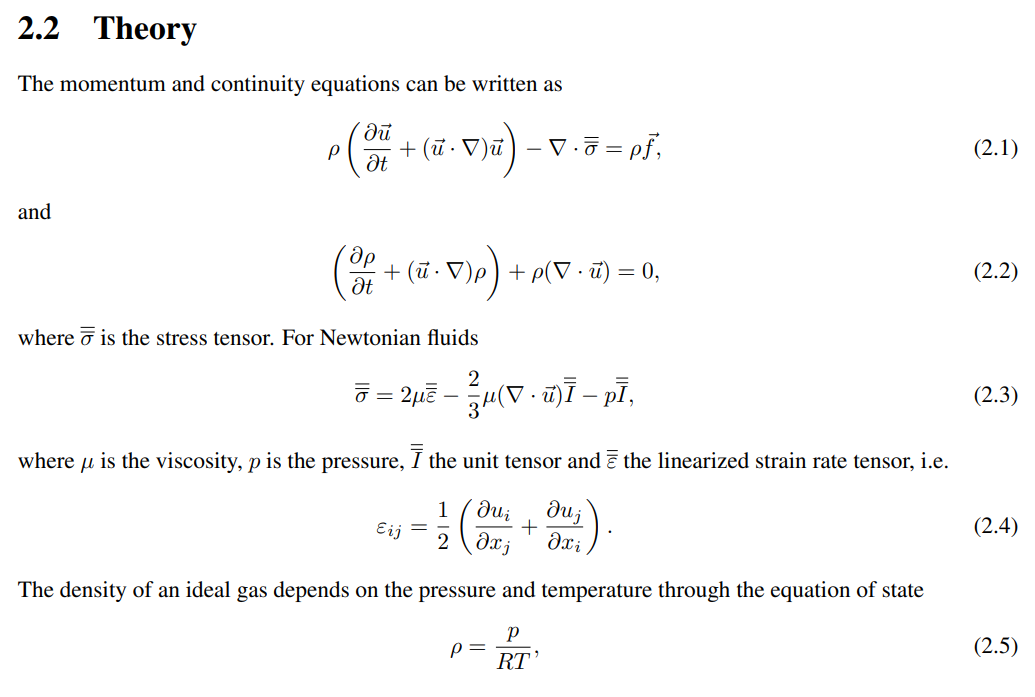 2.2 Theory
The momentum and continuity equations can be written as
$$\rho \left( \frac{\partial \vec{u}}{\partial t} + (\vec{u} \cdot \nabla)\vec{u} \right) - \nabla \cdot \overline{\overline{\sigma}} = \rho \vec{f}, \quad (2.1)$$
and
$$\left( \frac{\partial \rho}{\partial t} + (\vec{u} \cdot \nabla)\rho \right) + \rho(\nabla \cdot \vec{u}) = 0, \quad (2.2)$$
where $\overline{\overline{\sigma}}$ is the stress tensor. For Newtonian fluids
$$\overline{\overline{\sigma}} = 2\mu\overline{\overline{\varepsilon}} - \frac{2}{3}\mu(\nabla \cdot \vec{u})\overline{\overline{I}} - p\overline{\overline{I}}, \quad (2.3)$$
where $\mu$ is the viscosity, $p$ is the pressure, $\overline{\overline{I}}$ the unit tensor and $\overline{\overline{\varepsilon}}$ the linearized strain rate tensor, i.e.
$$\varepsilon_{ij} = \frac{1}{2} \left( \frac{\partial u_i}{\partial x_j} + \frac{\partial u_j}{\partial x_i} \right). \quad (2.4)$$
The density of an ideal gas depends on the pressure and temperature through the equation of state
$$\rho = \frac{p}{RT}, \quad (2.5)$$